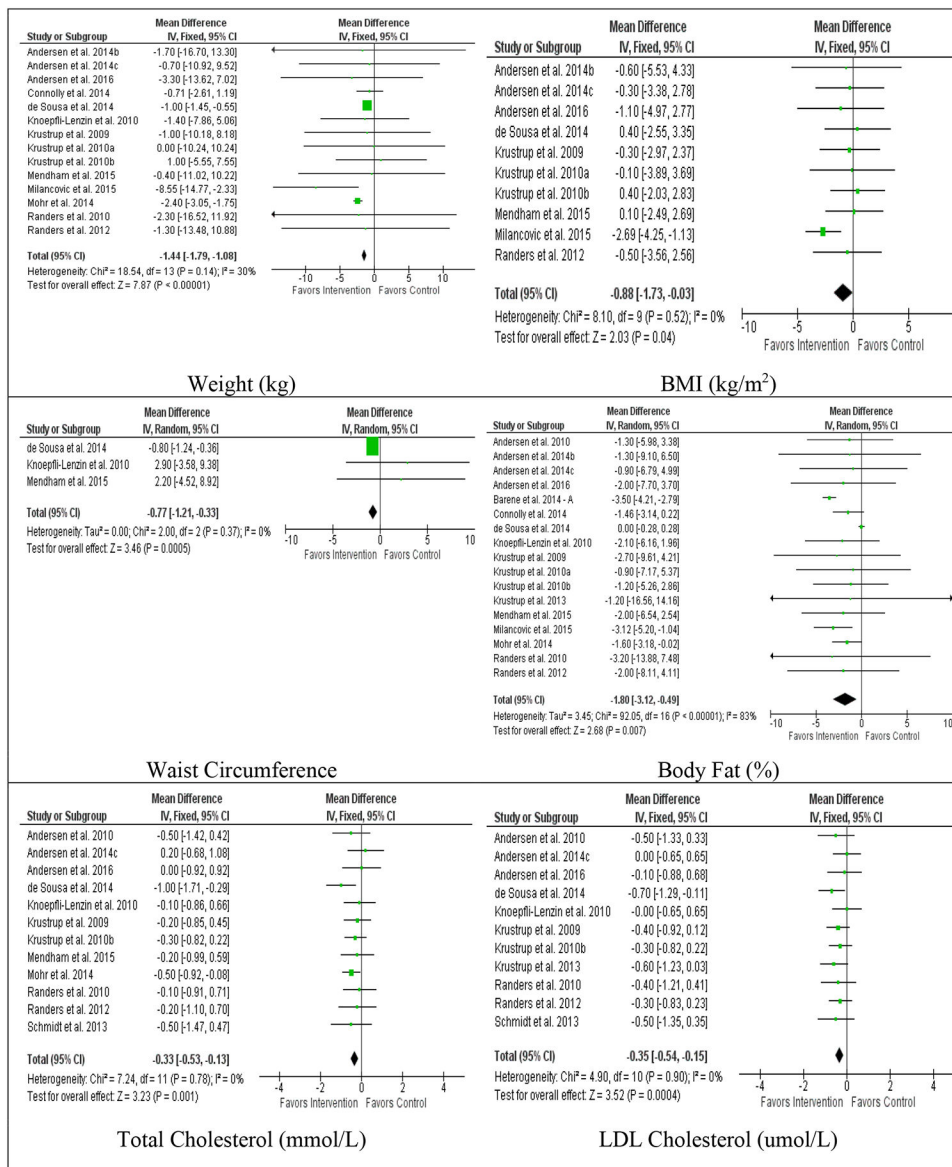 Mean Difference
Mean Difference
Study or Subgroup
IV, Fixed, 95% CI
IV, Fixed, 95% CI
Andersen et al. 2014b -1.70 [-16.70, 13.30]
Andersen et al. 2014c -0.70 [-10.92, 9.52]
Andersen et al. 2016 -3.30 [-13.62, 7.02]
Connolly et al. 2014 -0.71 [-2.61, 1.19]
de Sousa et al. 2014 -1.00 [-1.45, -0.55]
Knoepfli-Lenzin et al. 2010 -1.40 [-7.86, 5.06]
Krustrup et al. 2009 -1.00 [-10.18, 8.18]
Krustrup et al. 2010a 0.00 [-10.24, 10.24]
Krustrup et al. 2010b 1.00 [-5.55, 7.55]
Mendham et al. 2015 -0.40 [-11.02, 10.22]
Milancovic et al. 2015 -8.55 [-14.77, -2.33]
Mohr et al. 2014 -2.40 [-3.05, -1.75]
Randers et al. 2010 -2.30 [-16.52, 11.92]
Randers et al. 2012 -1.30 [-13.48, 10.88]
Total (95% CI) -1.44 [-1.79, -1.08]
Heterogeneity: Chi² = 18.54, df = 13 (P = 0.14); I² = 30%
Test for overall effect: Z = 7.87 (P < 0.00001)
-10 -5 0 5 10
Favors Intervention Favors Control
Weight (kg)
Mean Difference
Mean Difference
Study or Subgroup
IV, Fixed, 95% CI
IV, Fixed, 95% CI
Andersen et al. 2014b -0.60 [-5.53, 4.33]
Andersen et al. 2014c -0.30 [-3.38, 2.78]
Andersen et al. 2016 -1.10 [-4.97, 2.77]
de Sousa et al. 2014 0.40 [-2.55, 3.35]
Krustrup et al. 2009 -0.30 [-2.97, 2.37]
Krustrup et al. 2010a -0.10 [-3.89, 3.69]
Krustrup et al. 2010b 0.40 [-2.03, 2.83]
Mendham et al. 2015 0.10 [-2.49, 2.69]
Milancovic et al. 2015 -2.69 [-4.25, -1.13]
Randers et al. 2012 -0.50 [-3.56, 2.56]
Total (95% CI) -0.88 [-1.73, -0.03]
Heterogeneity: Chi² = 8.10, df = 9 (P = 0.52); I² = 0%
Test for overall effect: Z = 2.03 (P = 0.04)
-10 -5 0 5
Favors Intervention Favors Control
BMI (kg/m²)
Mean Difference
Mean Difference
Study or Subgroup
IV, Random, 95% CI
IV, Random, 95% CI
de Sousa et al. 2014 -0.80 [-1.24, -0.36]
Knoepfli-Lenzin et al. 2010 2.90 [-3.58, 9.38]
Mendham et al. 2015 2.20 [-4.52, 8.92]
Total (95% CI) -0.77 [-1.21, -0.33]
Heterogeneity: Tau² = 0.00; Chi² = 2.00, df = 2 (P = 0.37); I² = 0%
Test for overall effect: Z = 3.46 (P = 0.0005)
-10 -5 0 5 10
Favors Intervention Favors Control
Waist Circumference
Mean Difference
Mean Difference
Study or Subgroup
IV, Random, 95% CI
IV, Random, 95% CI
Andersen et al. 2010 -1.30 [-5.98, 3.38]
Andersen et al. 2014b -1.30 [-9.10, 6.50]
Andersen et al. 2014c -0.90 [-6.79, 4.99]
Andersen et al. 2016 -2.00 [-7.70, 3.70]
Barene et al. 2014 - A -3.50 [-4.21, -2.79]
Connolly et al. 2014 -1.46 [-3.14, 0.22]
de Sousa et al. 2014 0.00 [-0.28, 0.28]
Knoepfli-Lenzin et al. 2010 -2.10 [-6.16, 1.96]
Krustrup et al. 2009 -2.70 [-9.61, 4.21]
Krustrup et al. 2010a -0.90 [-7.17, 5.37]
Krustrup et al. 2010b -1.20 [-5.26, 2.86]
Krustrup et al. 2013 -1.20 [-16.56, 14.16]
Mendham et al. 2015 -2.00 [-6.54, 2.54]
Milancovic et al. 2015 -3.12 [-5.20, -1.04]
Mohr et al. 2014 -1.60 [-3.18, -0.02]
Randers et al. 2010 -3.20 [-13.88, 7.48]
Randers et al. 2012 -2.00 [-8.11, 4.11]
Total (95% CI) -1.80 [-3.12, -0.49]
Heterogeneity: Tau² = 3.45; Chi² = 92.05, df = 16 (P < 0.00001); I² = 83%
Test for overall effect: Z = 2.68 (P = 0.007)
-10 -5 0 5 10
Favors Intervention Favors Control
Body Fat (%)
Mean Difference
Mean Difference
Study or Subgroup
IV, Fixed, 95% CI
IV, Fixed, 95% CI
Andersen et al. 2010 -0.50 [-1.42, 0.42]
Andersen et al. 2014c 0.20 [-0.68, 1.08]
Andersen et al. 2016 0.00 [-0.92, 0.92]
de Sousa et al. 2014 -1.00 [-1.71, -0.29]
Knoepfli-Lenzin et al. 2010 -0.10 [-0.86, 0.66]
Krustrup et al. 2009 -0.20 [-0.85, 0.45]
Krustrup et al. 2010b -0.30 [-0.82, 0.22]
Mendham et al. 2015 -0.20 [-0.99, 0.59]
Mohr et al. 2014 -0.50 [-0.92, -0.08]
Randers et al. 2010 -0.10 [-0.91, 0.71]
Randers et al. 2012 -0.20 [-1.10, 0.70]
Schmidt et al. 2013 -0.50 [-1.47, 0.47]
Total (95% CI) -0.33 [-0.53, -0.13]
Heterogeneity: Chi² = 7.24, df = 11 (P = 0.78); I² = 0%
Test for overall effect: Z = 3.23 (P = 0.001)
-4 -2 0 2 4
Favors Intervention Favors Control
Total Cholesterol (mmol/L)
Mean Difference
Mean Difference
Study or Subgroup
IV, Fixed, 95% CI
IV, Fixed, 95% CI
Andersen et al. 2010 -0.50 [-1.33, 0.33]
Andersen et al. 2014c 0.00 [-0.65, 0.65]
Andersen et al. 2016 -0.10 [-0.88, 0.68]
de Sousa et al. 2014 -0.70 [-1.29, -0.11]
Knoepfli-Lenzin et al. 2010 -0.00 [-0.65, 0.65]
Krustrup et al. 2009 -0.40 [-0.92, 0.12]
Krustrup et al. 2010b -0.30 [-0.82, 0.22]
Krustrup et al. 2013 -0.60 [-1.23, 0.03]
Randers et al. 2010 -0.40 [-1.21, 0.41]
Randers et al. 2012 -0.30 [-0.83, 0.23]
Schmidt et al. 2013 -0.50 [-1.35, 0.35]
Total (95% CI) -0.35 [-0.54, -0.15]
Heterogeneity: Chi² = 4.90, df = 10 (P = 0.90); I² = 0%
Test for overall effect: Z = 3.52 (P = 0.0004)
-4 -2 0 2 4
Favors Intervention Favors Control
LDL Cholesterol (umol/L)